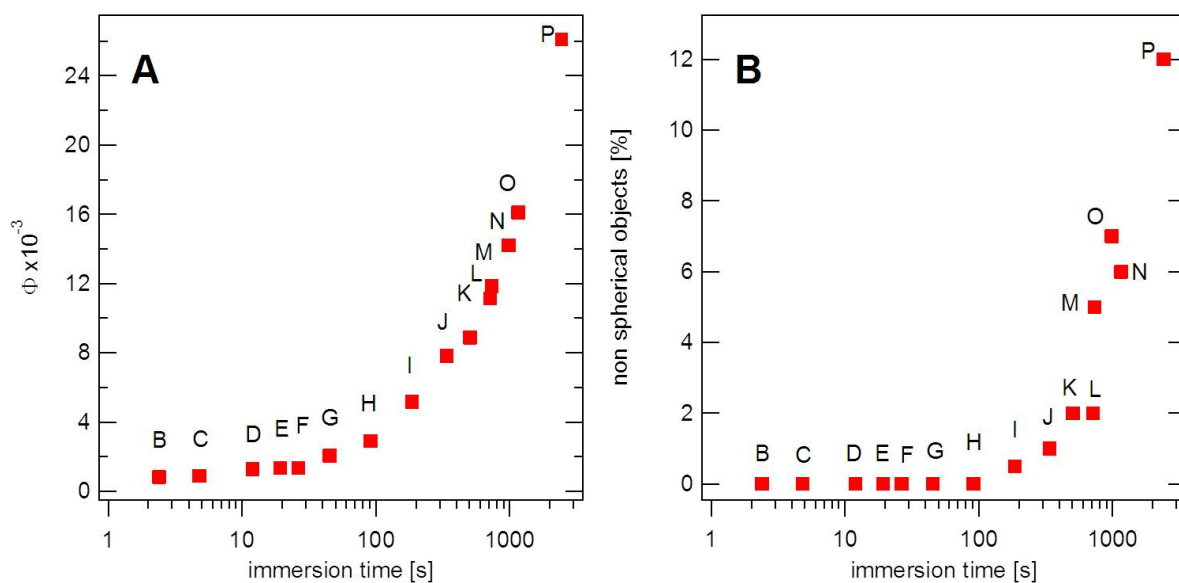 A
Φ x10⁻³
24
20
16
12
8
4
0
B
C
D
E
F
G
H
I
J
K
L
M
N
O
P
1
10
100
1000
immersion time [s]
B
non spherical objects [%]
12
10
8
6
4
2
0
B
C
D
E
F
G
H
I
J
K
L
M
O
N
P
1
10
100
1000
immersion time [s]